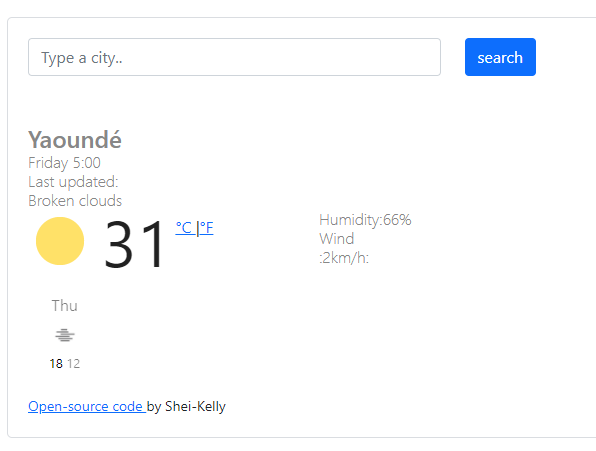 Type a city..
search
Yaoundé
Friday 5:00
Last updated:
Broken clouds
31 °C |°F
Humidity:66%
Wind
:2km/h:
Thu
18 12
Open-source code by Shei-Kelly